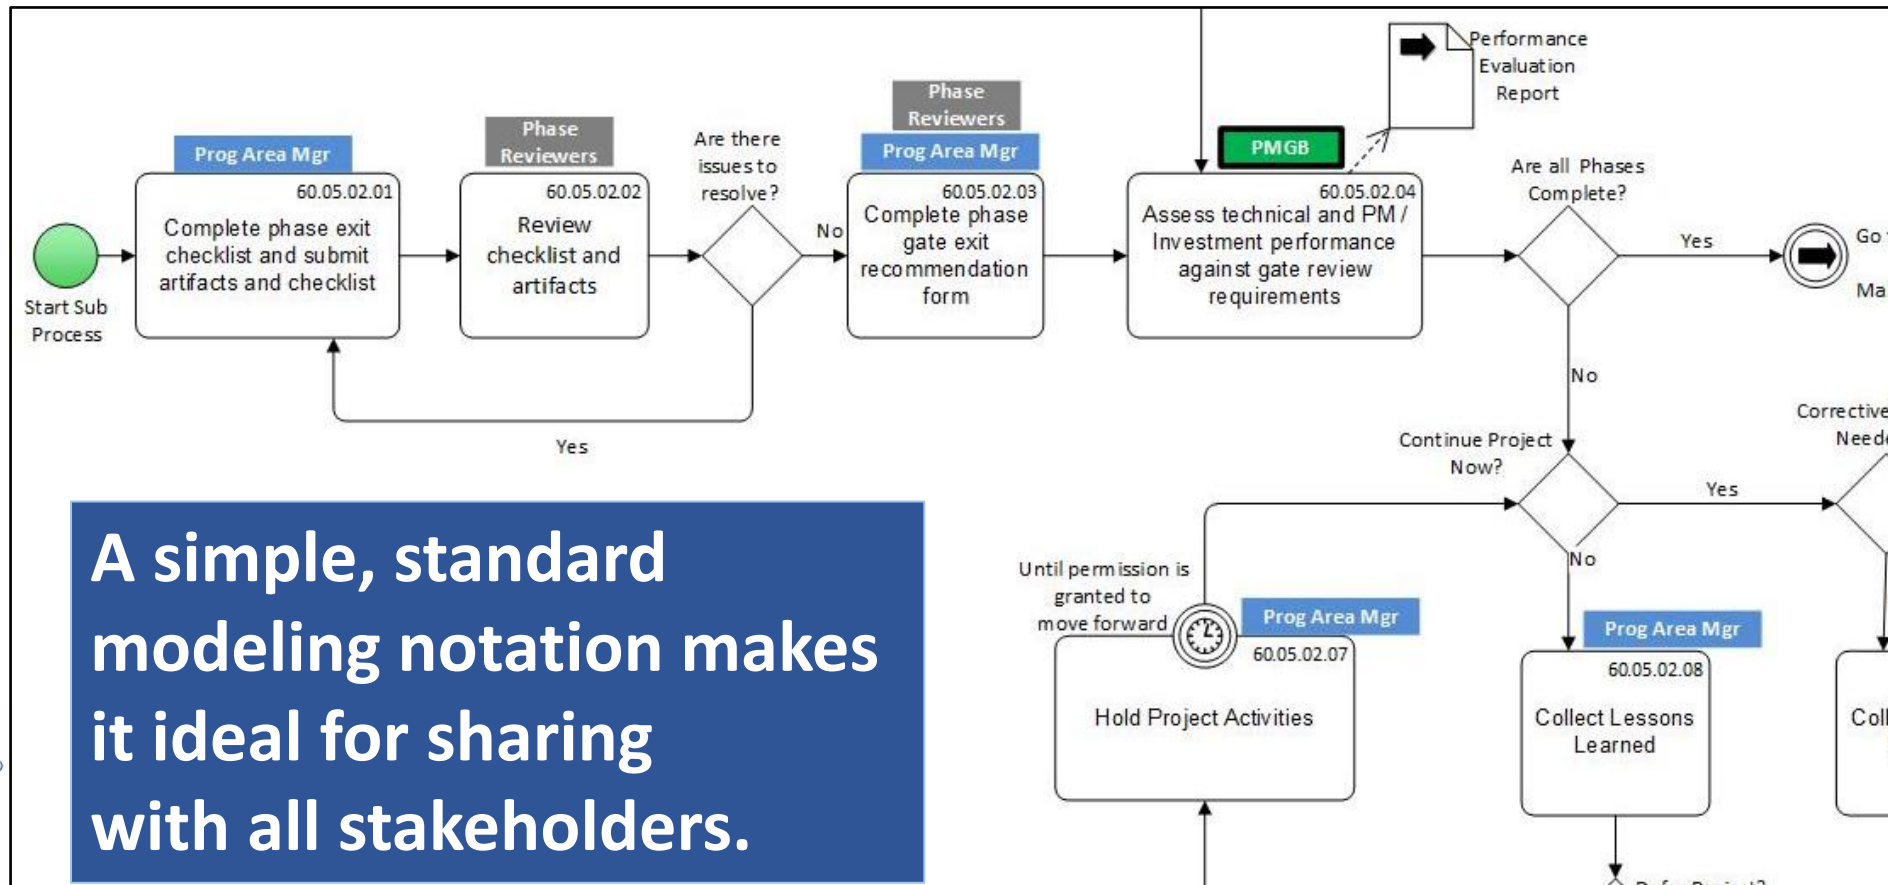 Performance
Evaluation
Report
Phase
Reviewers
Prog Area Mgr
Phase
Reviewers
Prog Area Mgr
PMGB
Are there
issues to
resolve?
Are all Phases
Complete?
60.05.02.01
Complete phase exit
checklist and submit
artifacts and checklist
60.05.02.02
Review
checklist and
artifacts
No
60.05.02.03
Complete phase
gate exit
recommendation
form
60.05.02.04
Assess technical and PM /
Investment performance
against gate review
requirements
Yes
Go
Ma
Start Sub
Process
Yes
No
Continue Project
Now?
Corrective
Yes
No
A simple, standard
modeling notation makes
it ideal for sharing
with all stakeholders.
Until permission is
granted to
move forward
Prog Area Mgr
60.05.02.07
Hold Project Activities
Prog Area Mgr
60.05.02.08
Collect Lessons
Learned